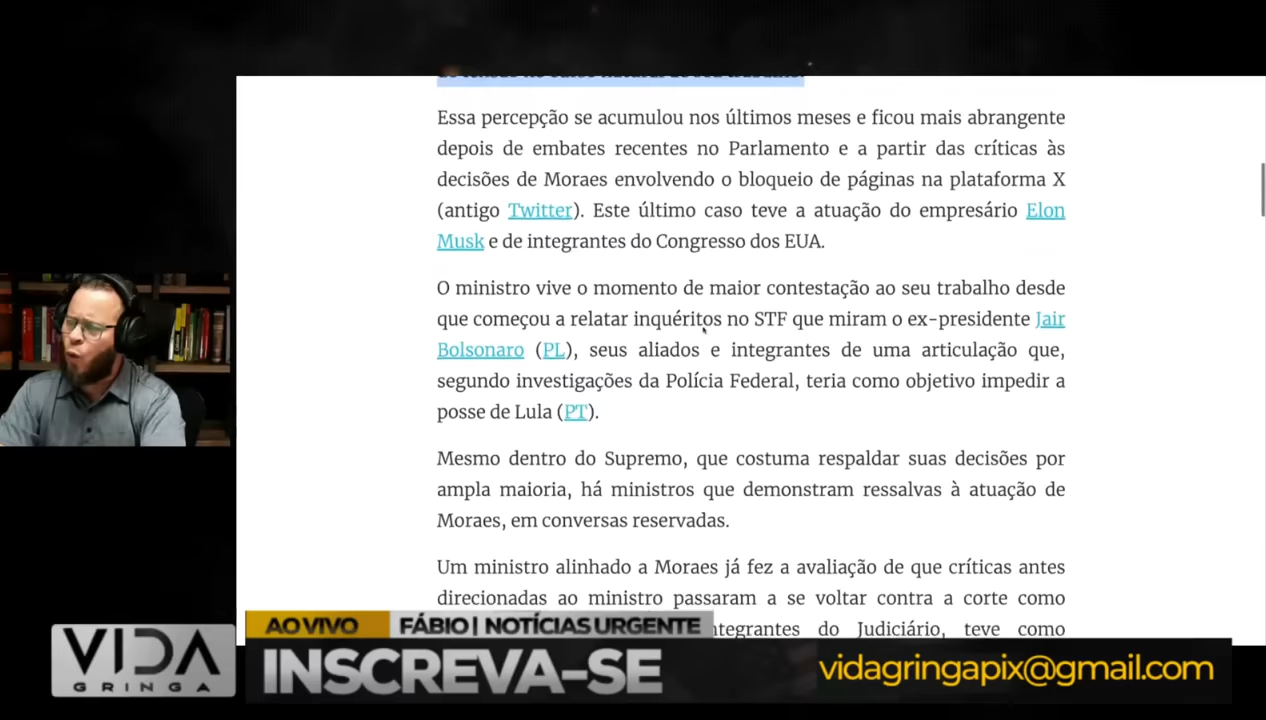 Essa percepção se acumulou nos últimos meses e ficou mais abrangente
depois de embates recentes no Parlamento e a partir das críticas às
decisões de Moraes envolvendo o bloqueio de páginas na plataforma X
(antigo Twitter). Este último caso teve a atuação do empresário Elon
Musk e de integrantes do Congresso dos EUA.
O ministro vive o momento de maior contestação ao seu trabalho desde
que começou a relatar inquéritos no STF que miram o ex-presidente Jair
Bolsonaro (PL), seus aliados e integrantes de uma articulação que,
segundo investigações da Polícia Federal, teria como objetivo impedir a
posse de Lula (PT).
Mesmo dentro do Supremo, que costuma respaldar suas decisões por
ampla maioria, há ministros que demonstram ressalvas à atuação de
Moraes, em conversas reservadas.
Um ministro alinhado a Moraes já fez a avaliação de que críticas antes
direcionadas ao ministro passaram a se voltar contra a corte como
integrantes do Judiciário, teve como
AO VIVO FÁBIO | NOTÍCIAS URGENTE
VIDA
GRINGA
INSCREVA-SE
vidagringapix@gmail.com